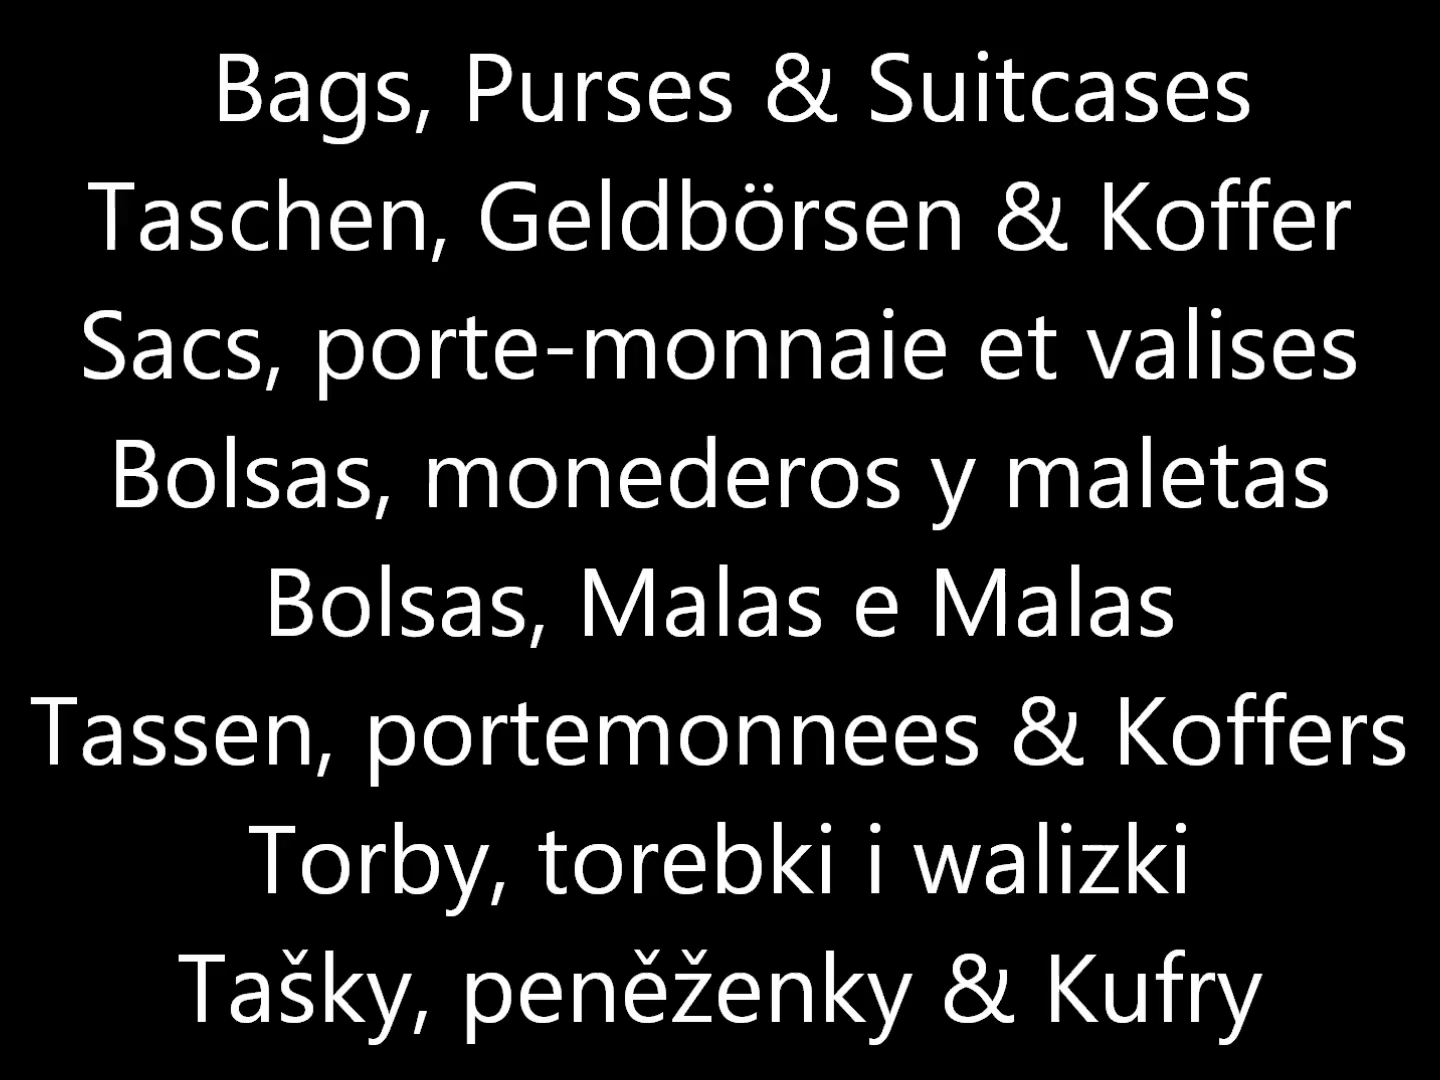 Bags, Purses & Suitcases
Taschen, Geldbörsen & Koffer
Sacs, porte-monnaie et valises
Bolsas, monederos y maletas
Bolsas, Malas e Malas
Tassen, portemonnees & Koffers
Torby, torebki i walizki
Tašky, peněženky & Kufry